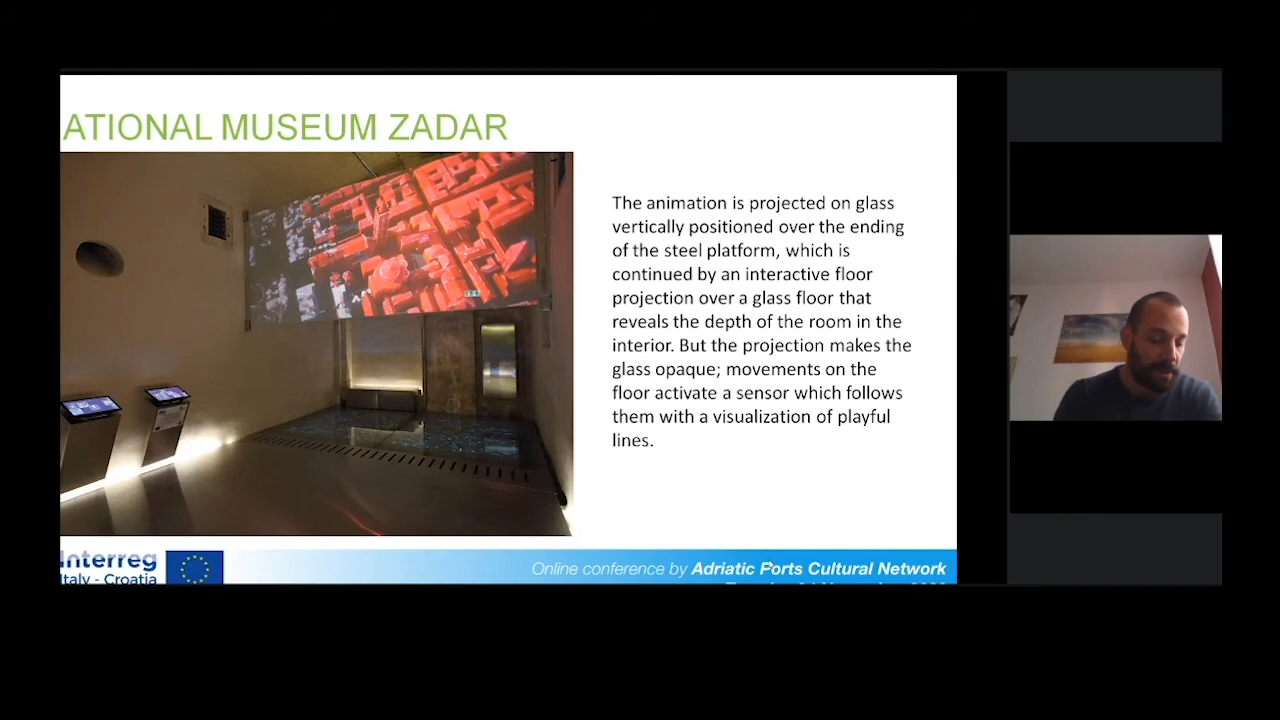 ATIONAL MUSEUM ZADAR
The animation is projected on glass
vertically positioned over the ending
of the steel platform, which is
continued by an interactive floor
projection over a glass floor that
reveals the depth of the room in the
interior. But the projection makes the
glass opaque; movements on the
floor activate a sensor which follows
them with a visualization of playful
lines.
Interreg
Italy - Croatia
Online conference by Adriatic Ports Cultural Network